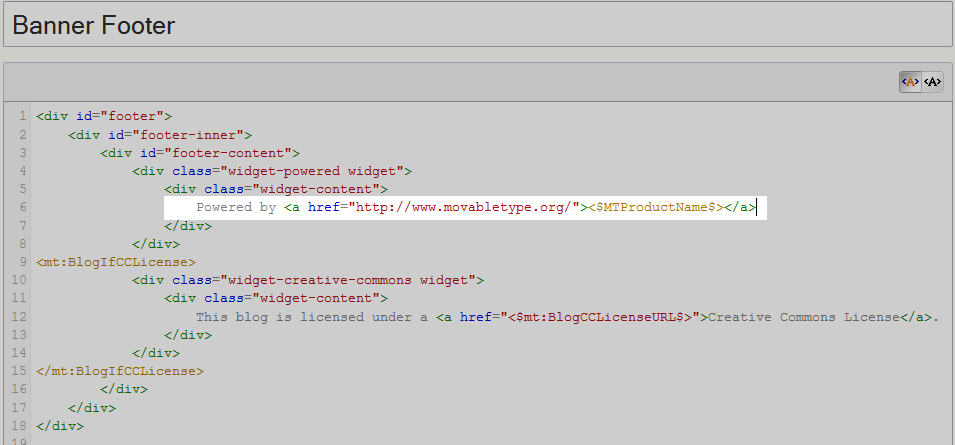 Banner Footer
<A> <A>
1 <div id="footer">
2 <div id="footer-inner">
3 <div id="footer-content">
4 <div class="widget-powered widget">
5 <div class="widget-content">
6 Powered by <a href="http://www.movabletype.org/"><$MTProductName$></a>
7 </div>
8 </div>
9 <mt:BlogIfCCLicense>
10 <div class="widget-creative-commons widget">
11 <div class="widget-content">
12 This blog is licensed under a <a href="<$mt:BlogCCLicenseURL$>">Creative Commons License</a>.
13 </div>
14 </div>
15 </mt:BlogIfCCLicense>
16 </div>
17 </div>
18 </div>
19